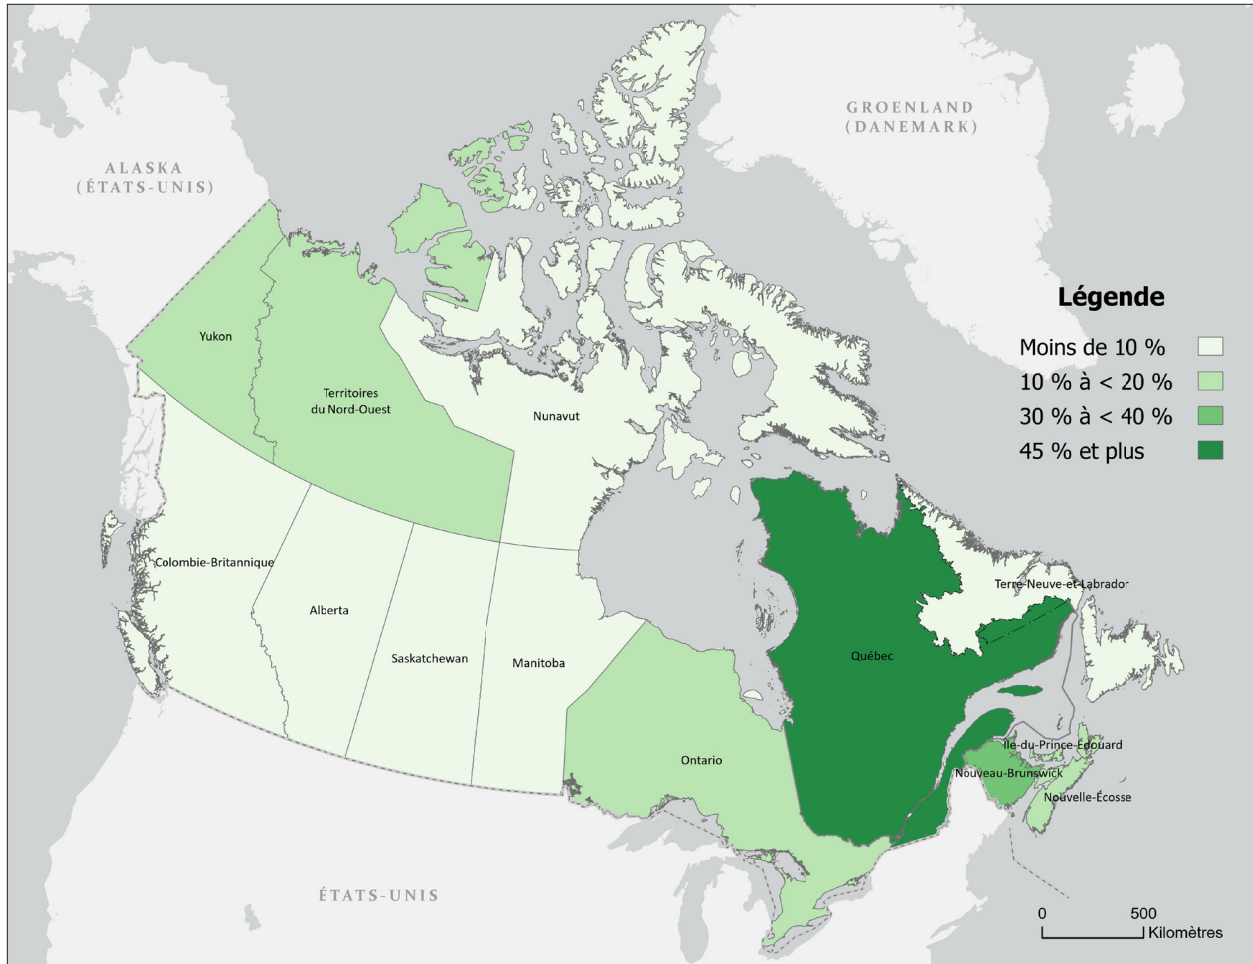 GROENLAND
(DANEMARK)
ALASKA
(ÉTATS-UNIS)
Légende
Moins de 10 %
10 % à < 20 %
30 % à < 40 %
45 % et plus
Yukon
Territoires
du Nord-Ouest
Nunavut
Colombie-Britannique
Alberta
Saskatchewan
Manitoba
Ontario
Québec
Terre-Neuve-et-Labrador
Île-du-Prince-Édouard
Nouveau-Brunswick
Nouvelle-Écosse
ÉTATS-UNIS
0 500
Kilomètres